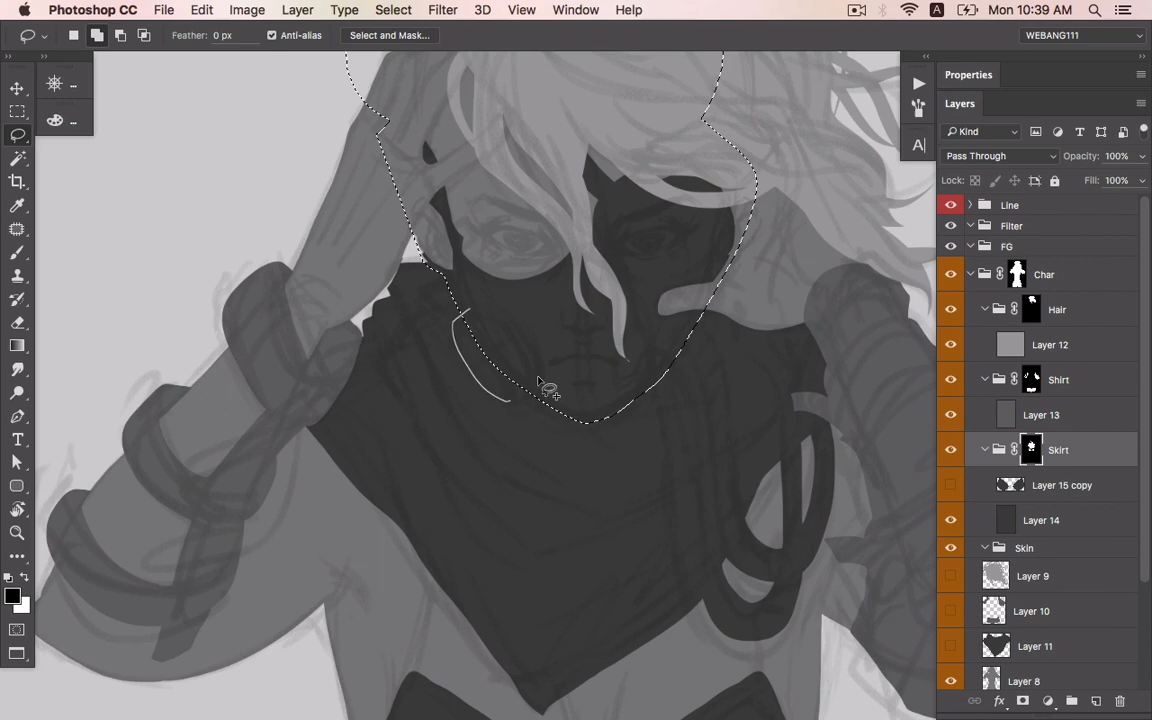 Photoshop CC File Edit Image Layer Type Select Filter 3D View Window Help A Mon 10:39 AM
Feather: 0 px Anti-alias Select and Mask... WEBANG111
Properties
Layers
Kind
Pass Through Opacity: 100%
Lock: Fill: 100%
Line
Filter
FG
Char
Hair
Layer 12
Shirt
Layer 13
Skirt
Layer 15 copy
Layer 14
Skin
Layer 9
Layer 10
Layer 11
Layer 8